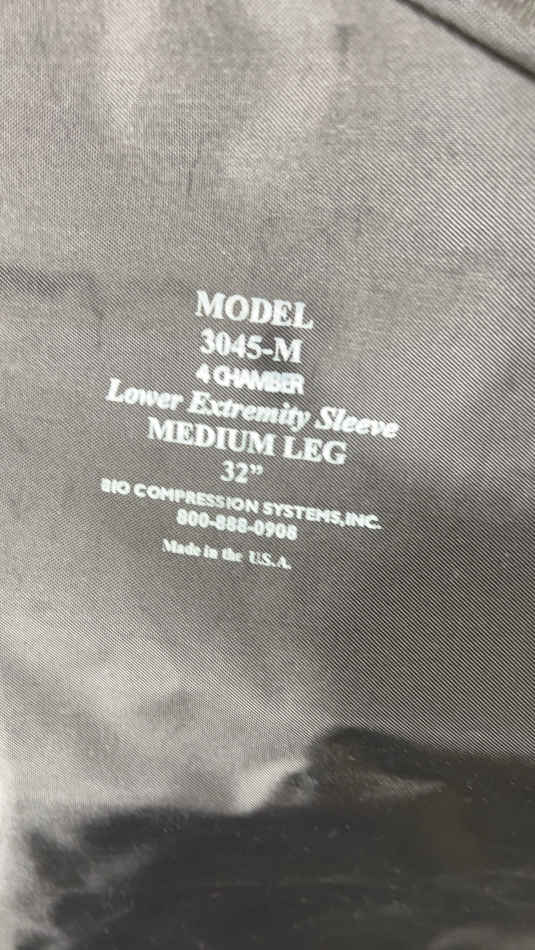 MODEL
3045-M
4 CHAMBER
Lower Extremity Sleeve
MEDIUM LEG
32"
BIO COMPRESSION SYSTEMS, INC.
800-888-0908
Made in the U.S.A.